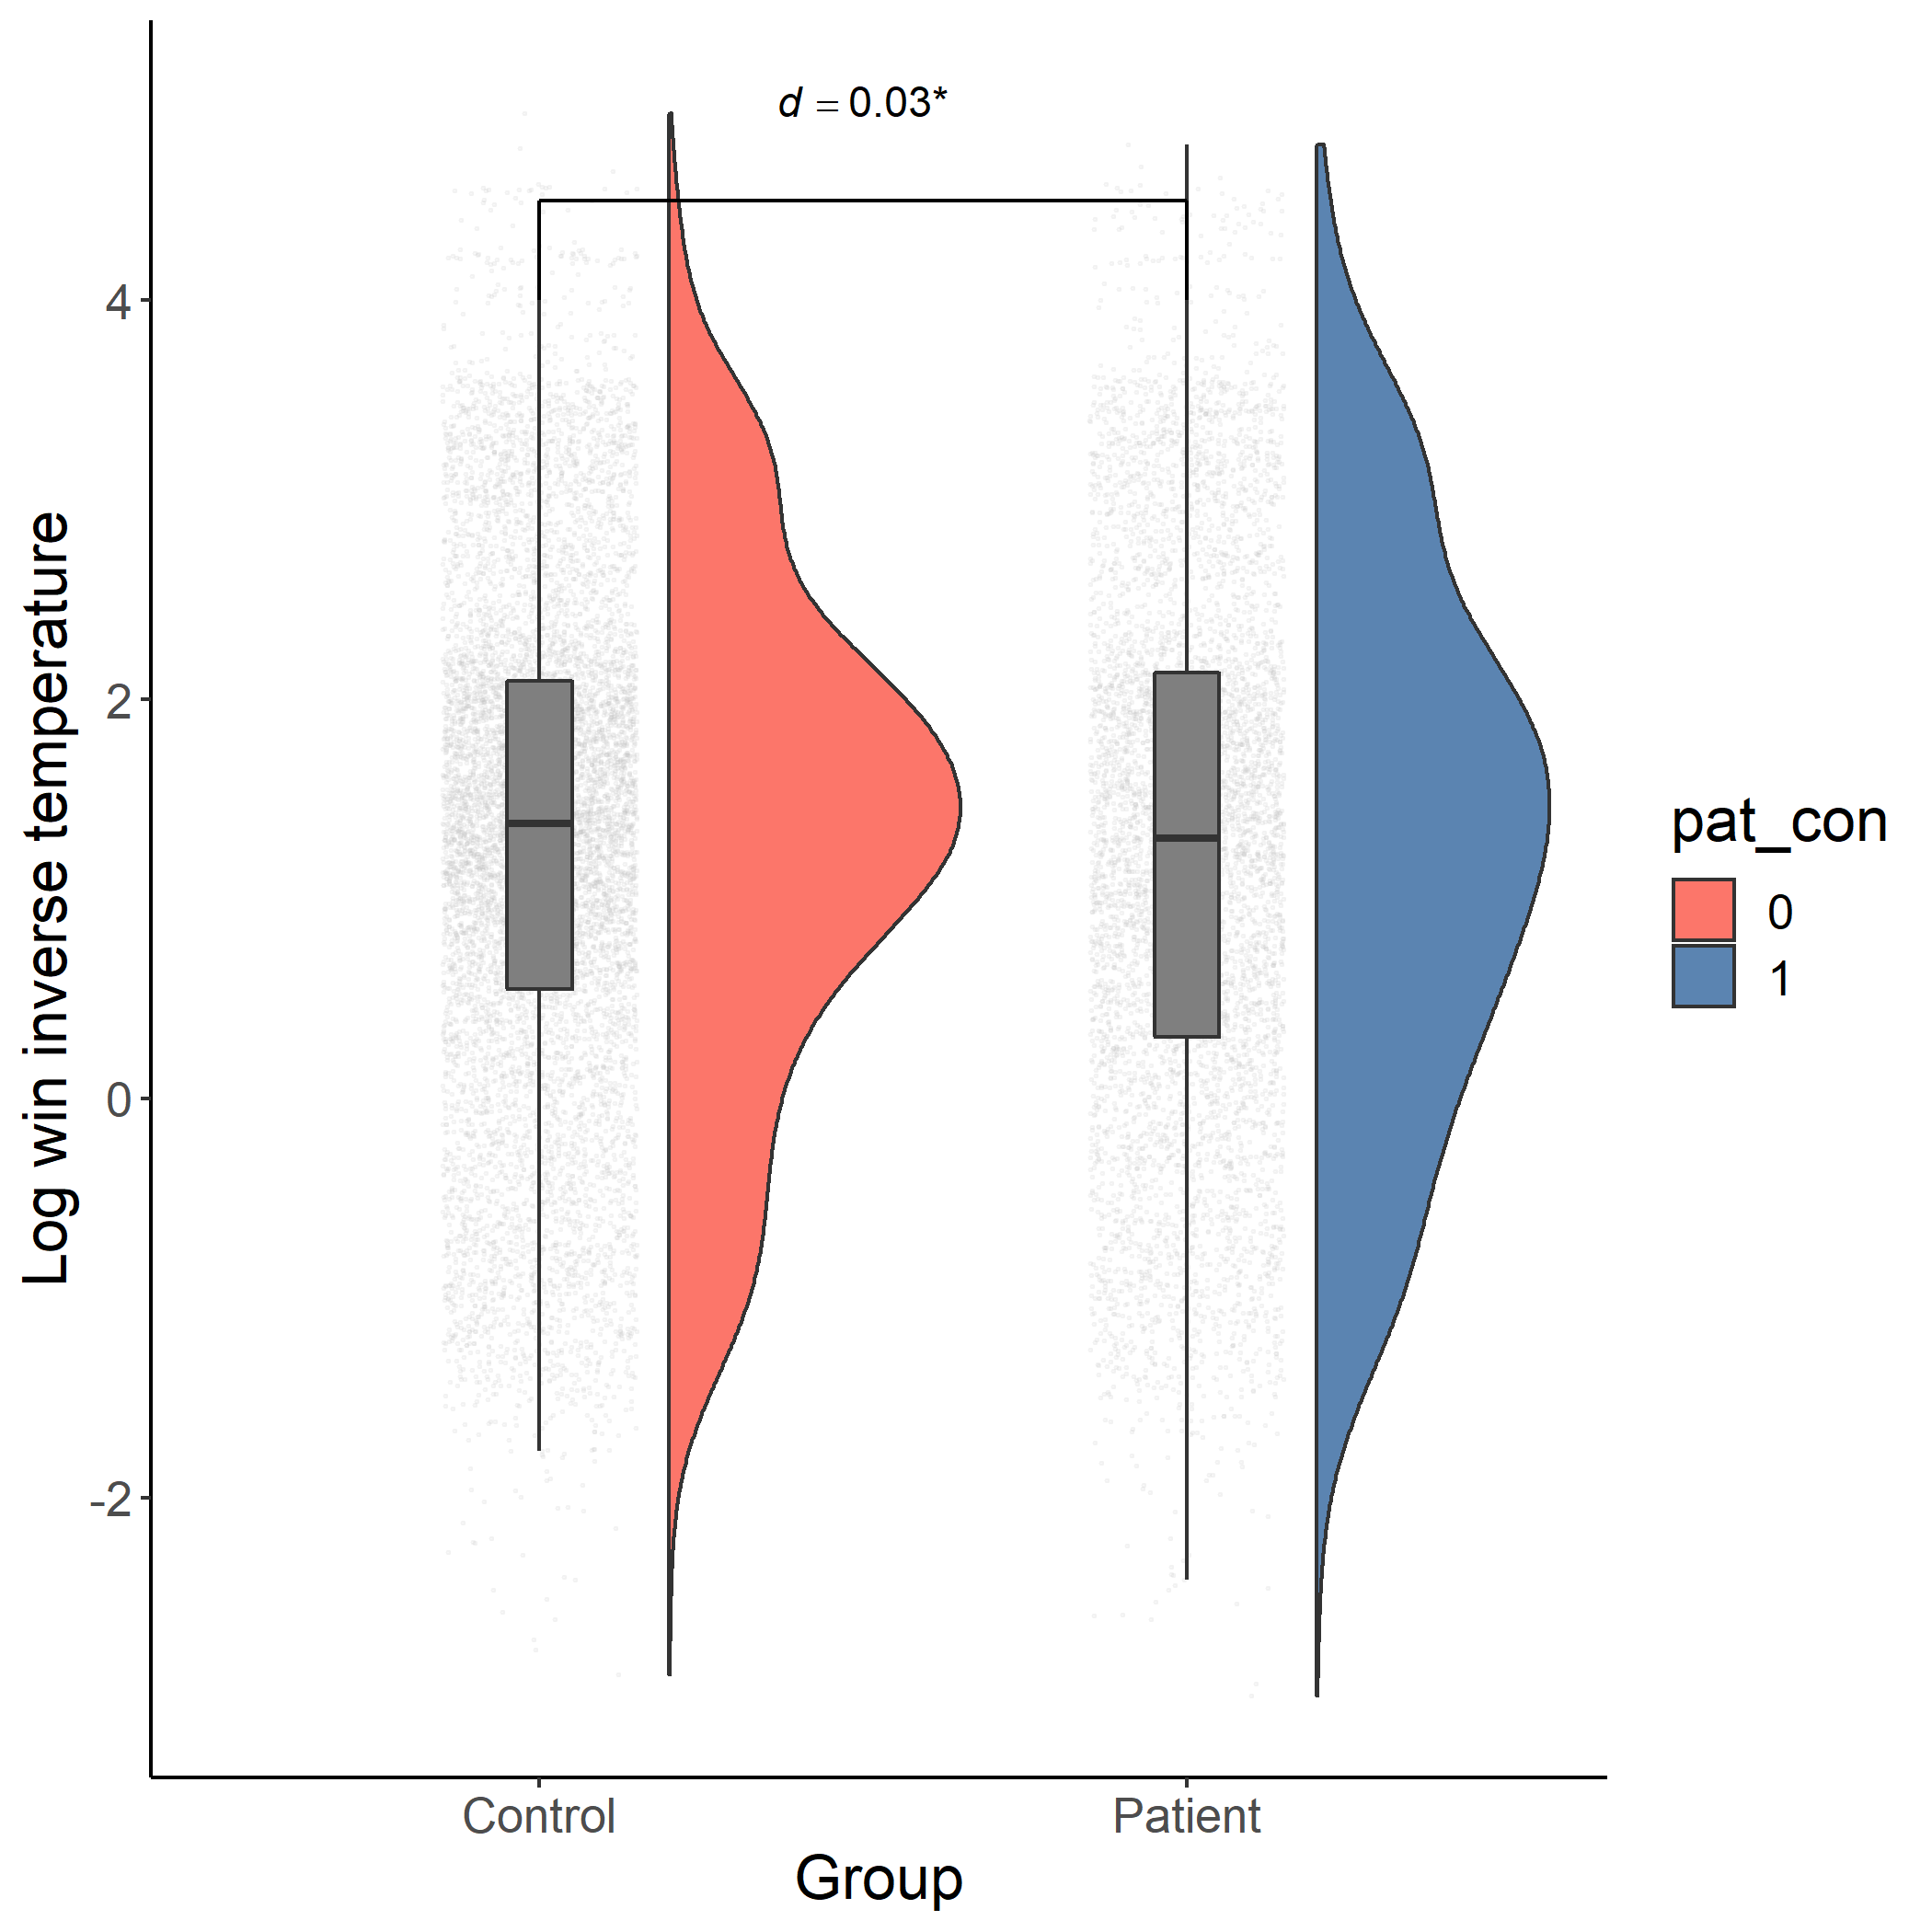 d = 0.03*
Log win inverse temperature
4
2
0
-2
Control
Patient
Group
pat_con
0
1